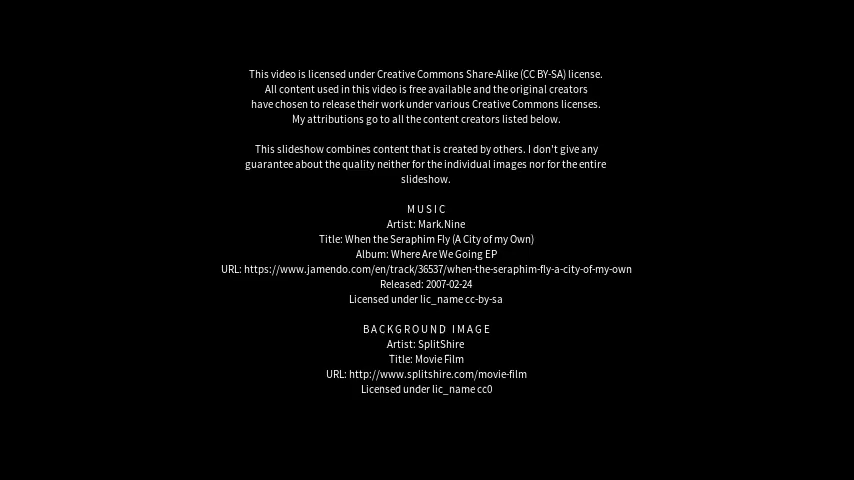 This video is licensed under Creative Commons Share-Alike (CC BY-SA) license.
All content used in this video is free available and the original creators
have chosen to release their work under various Creative Commons licenses.
My attributions go to all the content creators listed below.
This slideshow combines content that is created by others. I don't give any
guarantee about the quality neither for the individual images nor for the entire
slideshow.
MUSIC
Artist: Mark.Nine
Title: When the Seraphim Fly (A City of my Own)
Album: Where Are We Going EP
URL: https://www.jamendo.com/en/track/36537/when-the-seraphim-fly-a-city-of-my-own
Released: 2007-02-24
Licensed under lic_name cc-by-sa
BACKGROUND IMAGE
Artist: SplitShire
Title: Movie Film
URL: http://www.splitshire.com/movie-film
Licensed under lic_name cc0